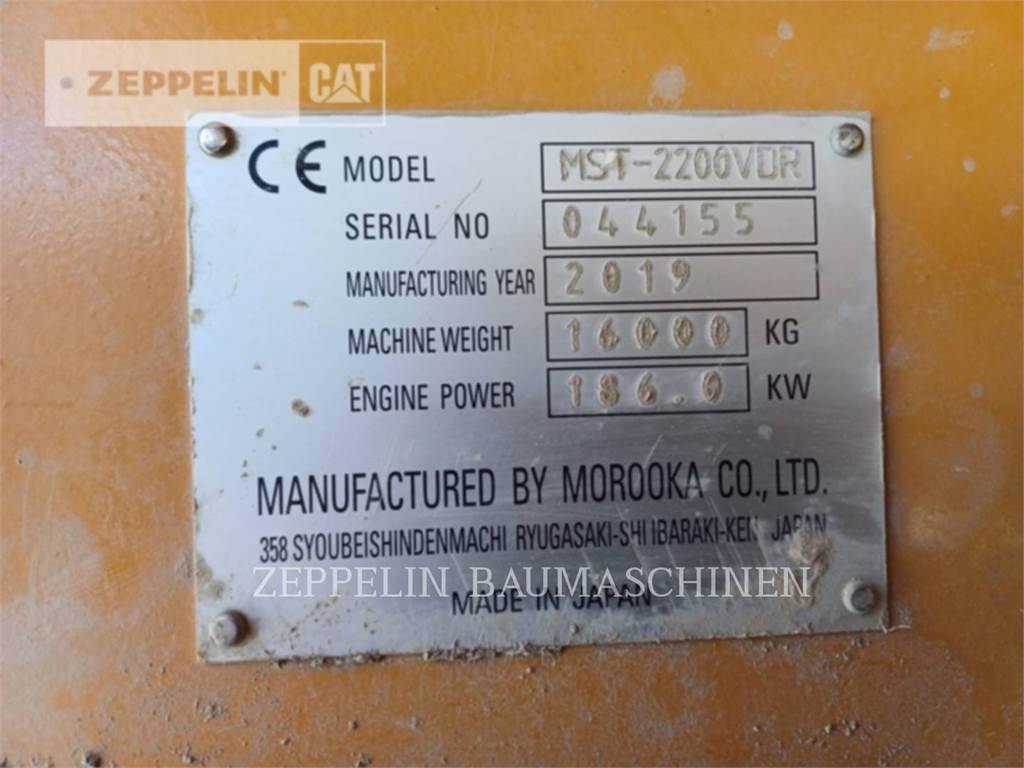 ZEPPELIN CAT
CE MODEL MST-2200VDR
SERIAL NO 044155
MANUFACTURING YEAR 2019
MACHINE WEIGHT 16000 KG
ENGINE POWER 186.0 KW
MANUFACTURED BY MOROOKA CO., LTD.
358 SYOUBEISHINDENMACHI RYUGASAKI-SHI IBARAKI-KEN JAPAN
ZEPPELIN BAUMASCHINEN
MADE IN JAPAN